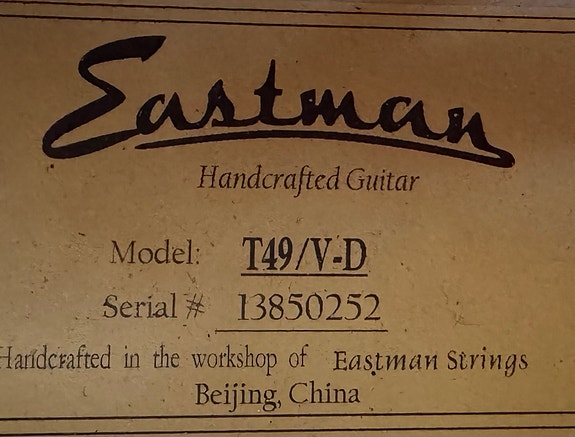 Eastman
Handcrafted Guitar
Model: T49/V-D
Serial # 13850252
Handcrafted in the workshop of Eastman Strings
Beijing, China